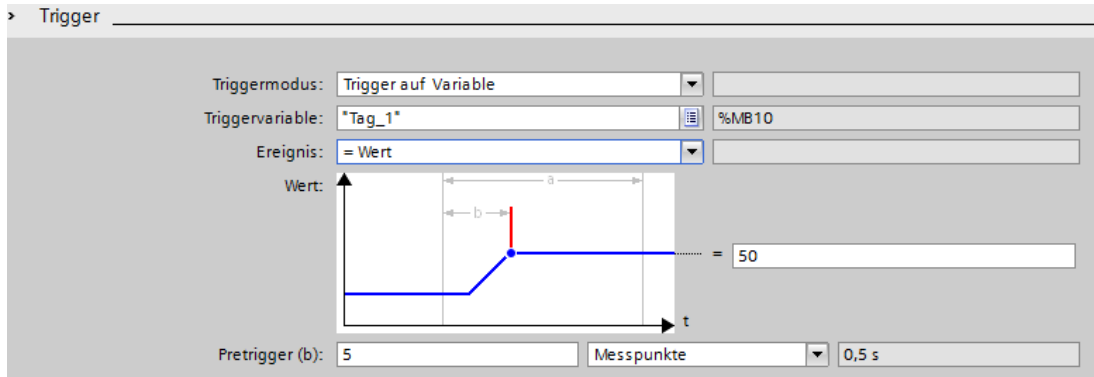 Trigger
Triggermodus: Trigger auf Variable
Triggervariable: "Tag_1" %MB10
Ereignis: = Wert
Wert:
a
b
= 50
t
Pretrigger (b): 5 Messpunkte 0,5 s